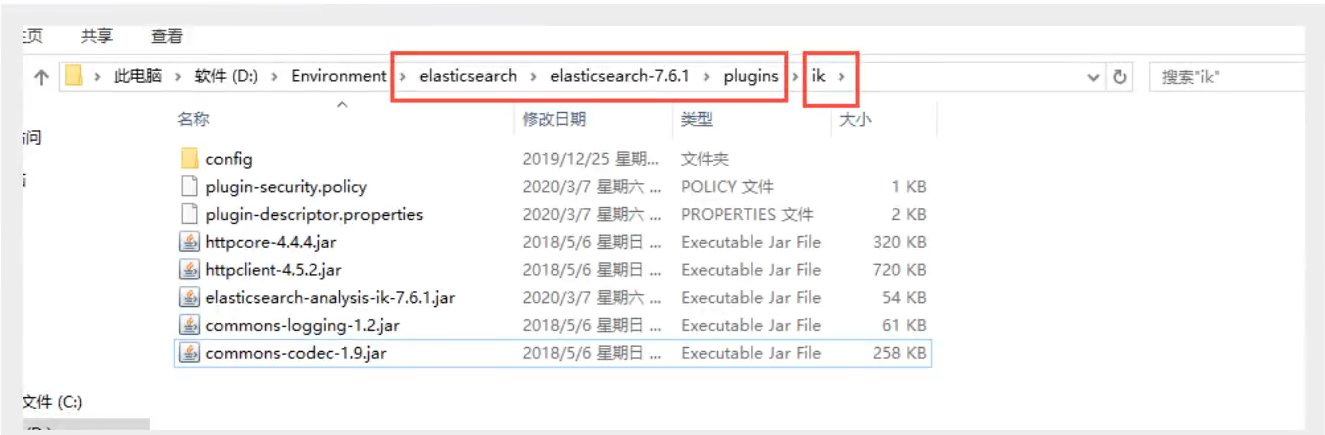 主页 共享 查看
此电脑 › 软件 (D:) › Environment › elasticsearch › elasticsearch-7.6.1 › plugins › ik › 搜索"ik"
名称 修改日期 类型 大小
访问
config 2019/12/25 星期... 文件夹
plugin-security.policy 2020/3/7 星期六 ... POLICY 文件 1 KB
plugin-descriptor.properties 2020/3/7 星期六 ... PROPERTIES 文件 2 KB
httpcore-4.4.4.jar 2018/5/6 星期日 ... Executable Jar File 320 KB
httpclient-4.5.2.jar 2018/5/6 星期日 ... Executable Jar File 720 KB
elasticsearch-analysis-ik-7.6.1.jar 2020/3/7 星期六 ... Executable Jar File 54 KB
commons-logging-1.2.jar 2018/5/6 星期日 ... Executable Jar File 61 KB
commons-codec-1.9.jar 2018/5/6 星期日 ... Executable Jar File 258 KB
文件 (C:)